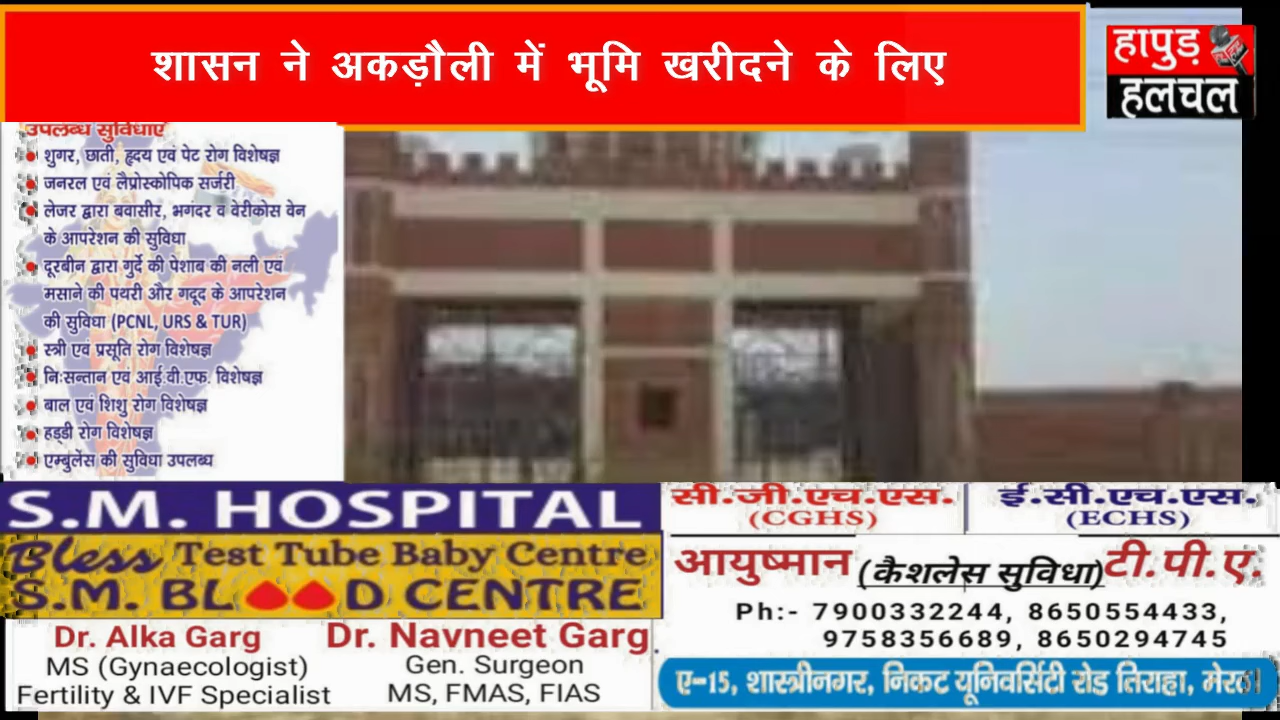 शासन ने अकड़ौली में भूमि खरीदने के लिए
हापुड़
हलचल
उपलब्ध सुविधाएं
शुगर, छाती, हृदय एवं पेट रोग विशेषज्ञ
जनरल एवं लैप्रोस्कोपिक सर्जरी
लेजर द्वारा बवासीर, भगंदर व वेरीकोस वेन
के आपरेशन की सुविधा
दूरबीन द्वारा गुर्दे की पेशाब की नली एवं
मसाने की पथरी और गदूद के आपरेशन
की सुविधा (PCNL, URS & TUR)
स्त्री एवं प्रसूति रोग विशेषज्ञ
निःसन्तान एवं आई.वी.एफ. विशेषज्ञ
बाल एवं शिशु रोग विशेषज्ञ
हड्डी रोग विशेषज्ञ
एम्बुलेंस की सुविधा उपलब्ध
S.M. HOSPITAL
Bless Test Tube Baby Centre
S.M. BL D CENTRE
Dr. Alka Garg
MS (Gynaecologist)
Fertility & IVF Specialist
Dr. Navneet Garg
Gen. Surgeon
MS, FMAS, FIAS
सी.जी.एच.एस.
(CGHS)
ई.सी.एच.एस.
(ECHS)
आयुष्मान (कैशलेस सुविधा) टी.पी.ए.
Ph:- 7900332244, 8650554433,
9758356689, 8650294745
ए-15, शास्त्रीनगर, निकट यूनिवर्सिटी रोड तिराहा, मेरठ।